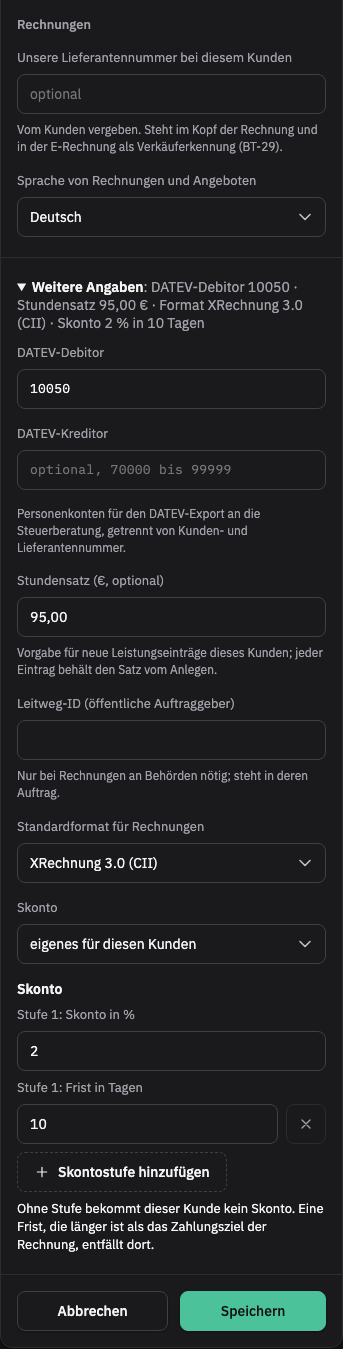 Rechnungen
Unsere Lieferantennummer bei diesem Kunden
optional
Vom Kunden vergeben. Steht im Kopf der Rechnung und
in der E-Rechnung als Verkäuferkennung (BT-29).
Sprache von Rechnungen und Angeboten
Deutsch
▼ Weitere Angaben: DATEV-Debitor 10050 ·
Stundensatz 95,00 € · Format XRechnung 3.0
(CII) · Skonto 2 % in 10 Tagen
DATEV-Debitor
10050
DATEV-Kreditor
optional, 70000 bis 99999
Personenkonten für den DATEV-Export an die
Steuerberatung, getrennt von Kunden- und
Lieferantennummer.
Stundensatz (€, optional)
95,00
Vorgabe für neue Leistungseinträge dieses Kunden; jeder
Eintrag behält den Satz vom Anlegen.
Leitweg-ID (öffentliche Auftraggeber)
Nur bei Rechnungen an Behörden nötig; steht in deren
Auftrag.
Standardformat für Rechnungen
XRechnung 3.0 (CII)
Skonto
eigenes für diesen Kunden
Skonto
Stufe 1: Skonto in %
2
Stufe 1: Frist in Tagen
10
+ Skontostufe hinzufügen
Ohne Stufe bekommt dieser Kunde kein Skonto. Eine
Frist, die länger ist als das Zahlungsziel der
Rechnung, entfällt dort.
Abbrechen
Speichern